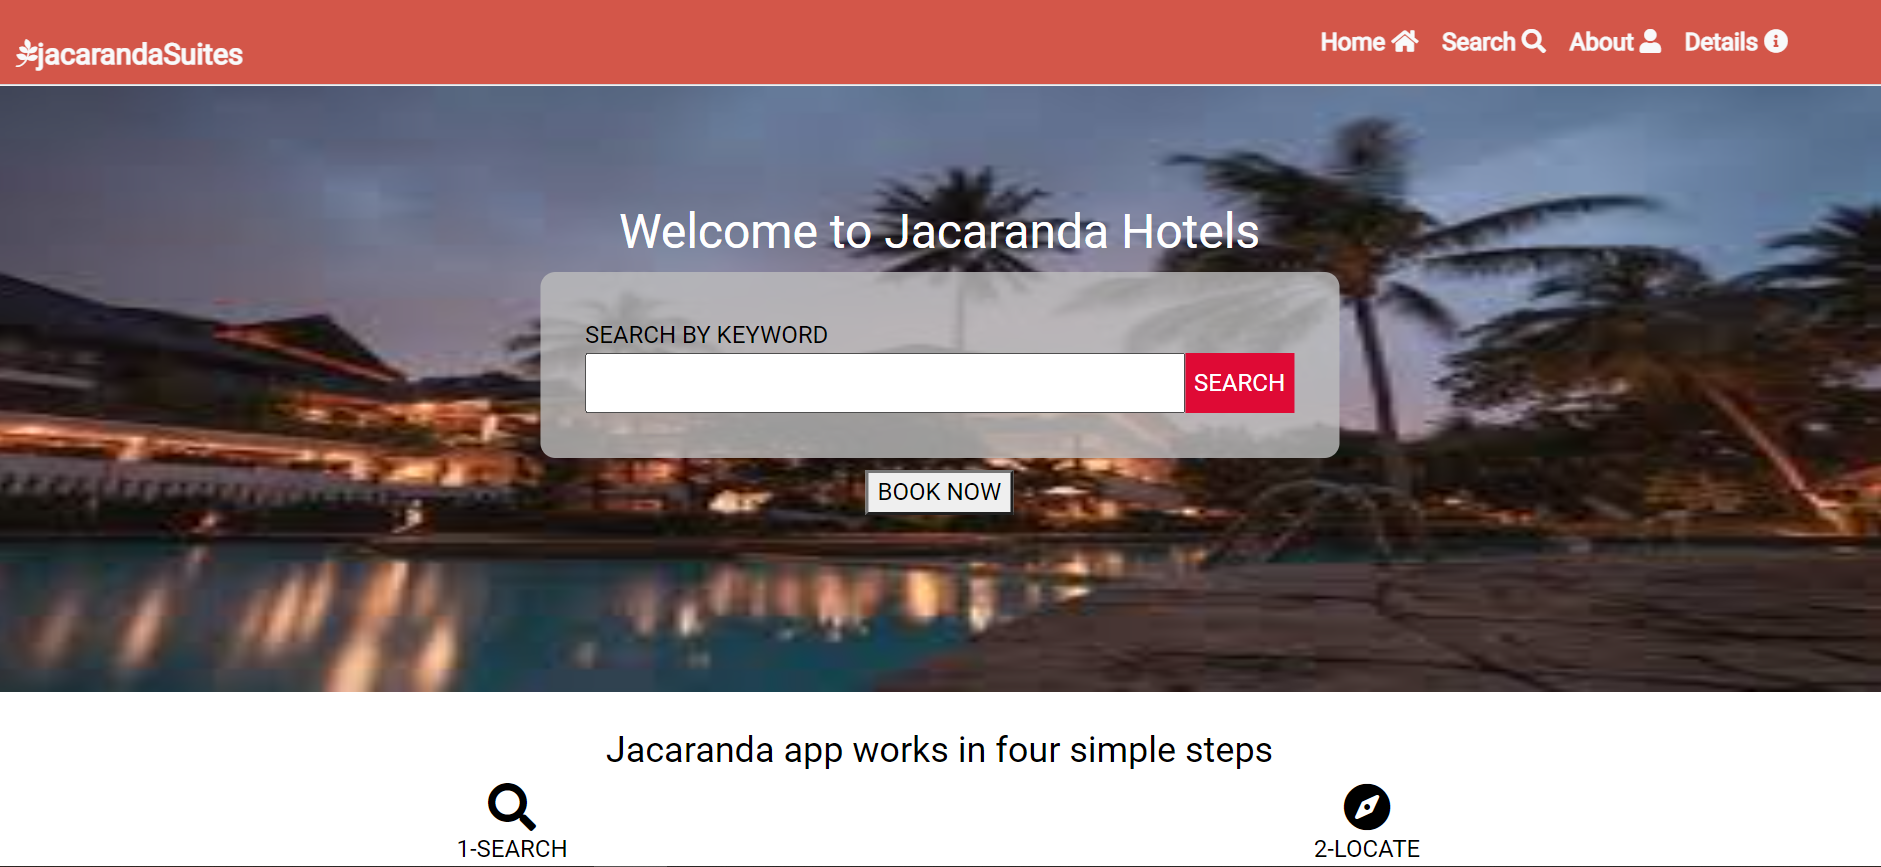 jacarandaSuites
Home Search About Details
Welcome to Jacaranda Hotels
SEARCH BY KEYWORD
SEARCH
BOOK NOW
Jacaranda app works in four simple steps
1-SEARCH 2-LOCATE